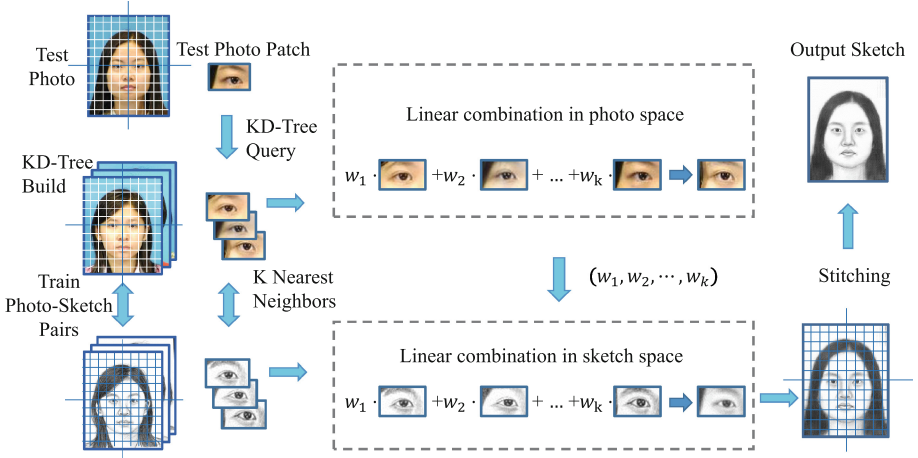 Test
Photo
Test Photo Patch
KD-Tree
Query
KD-Tree
Build
Linear combination in photo space
w₁ · +w₂ · + ... +wₖ ·
Output Sketch
Train
Photo-Sketch
Pairs
K Nearest
Neighbors
(w₁, w₂, ⋯ , wₖ)
Stitching
Linear combination in sketch space
w₁ · +w₂ · + ... +wₖ ·